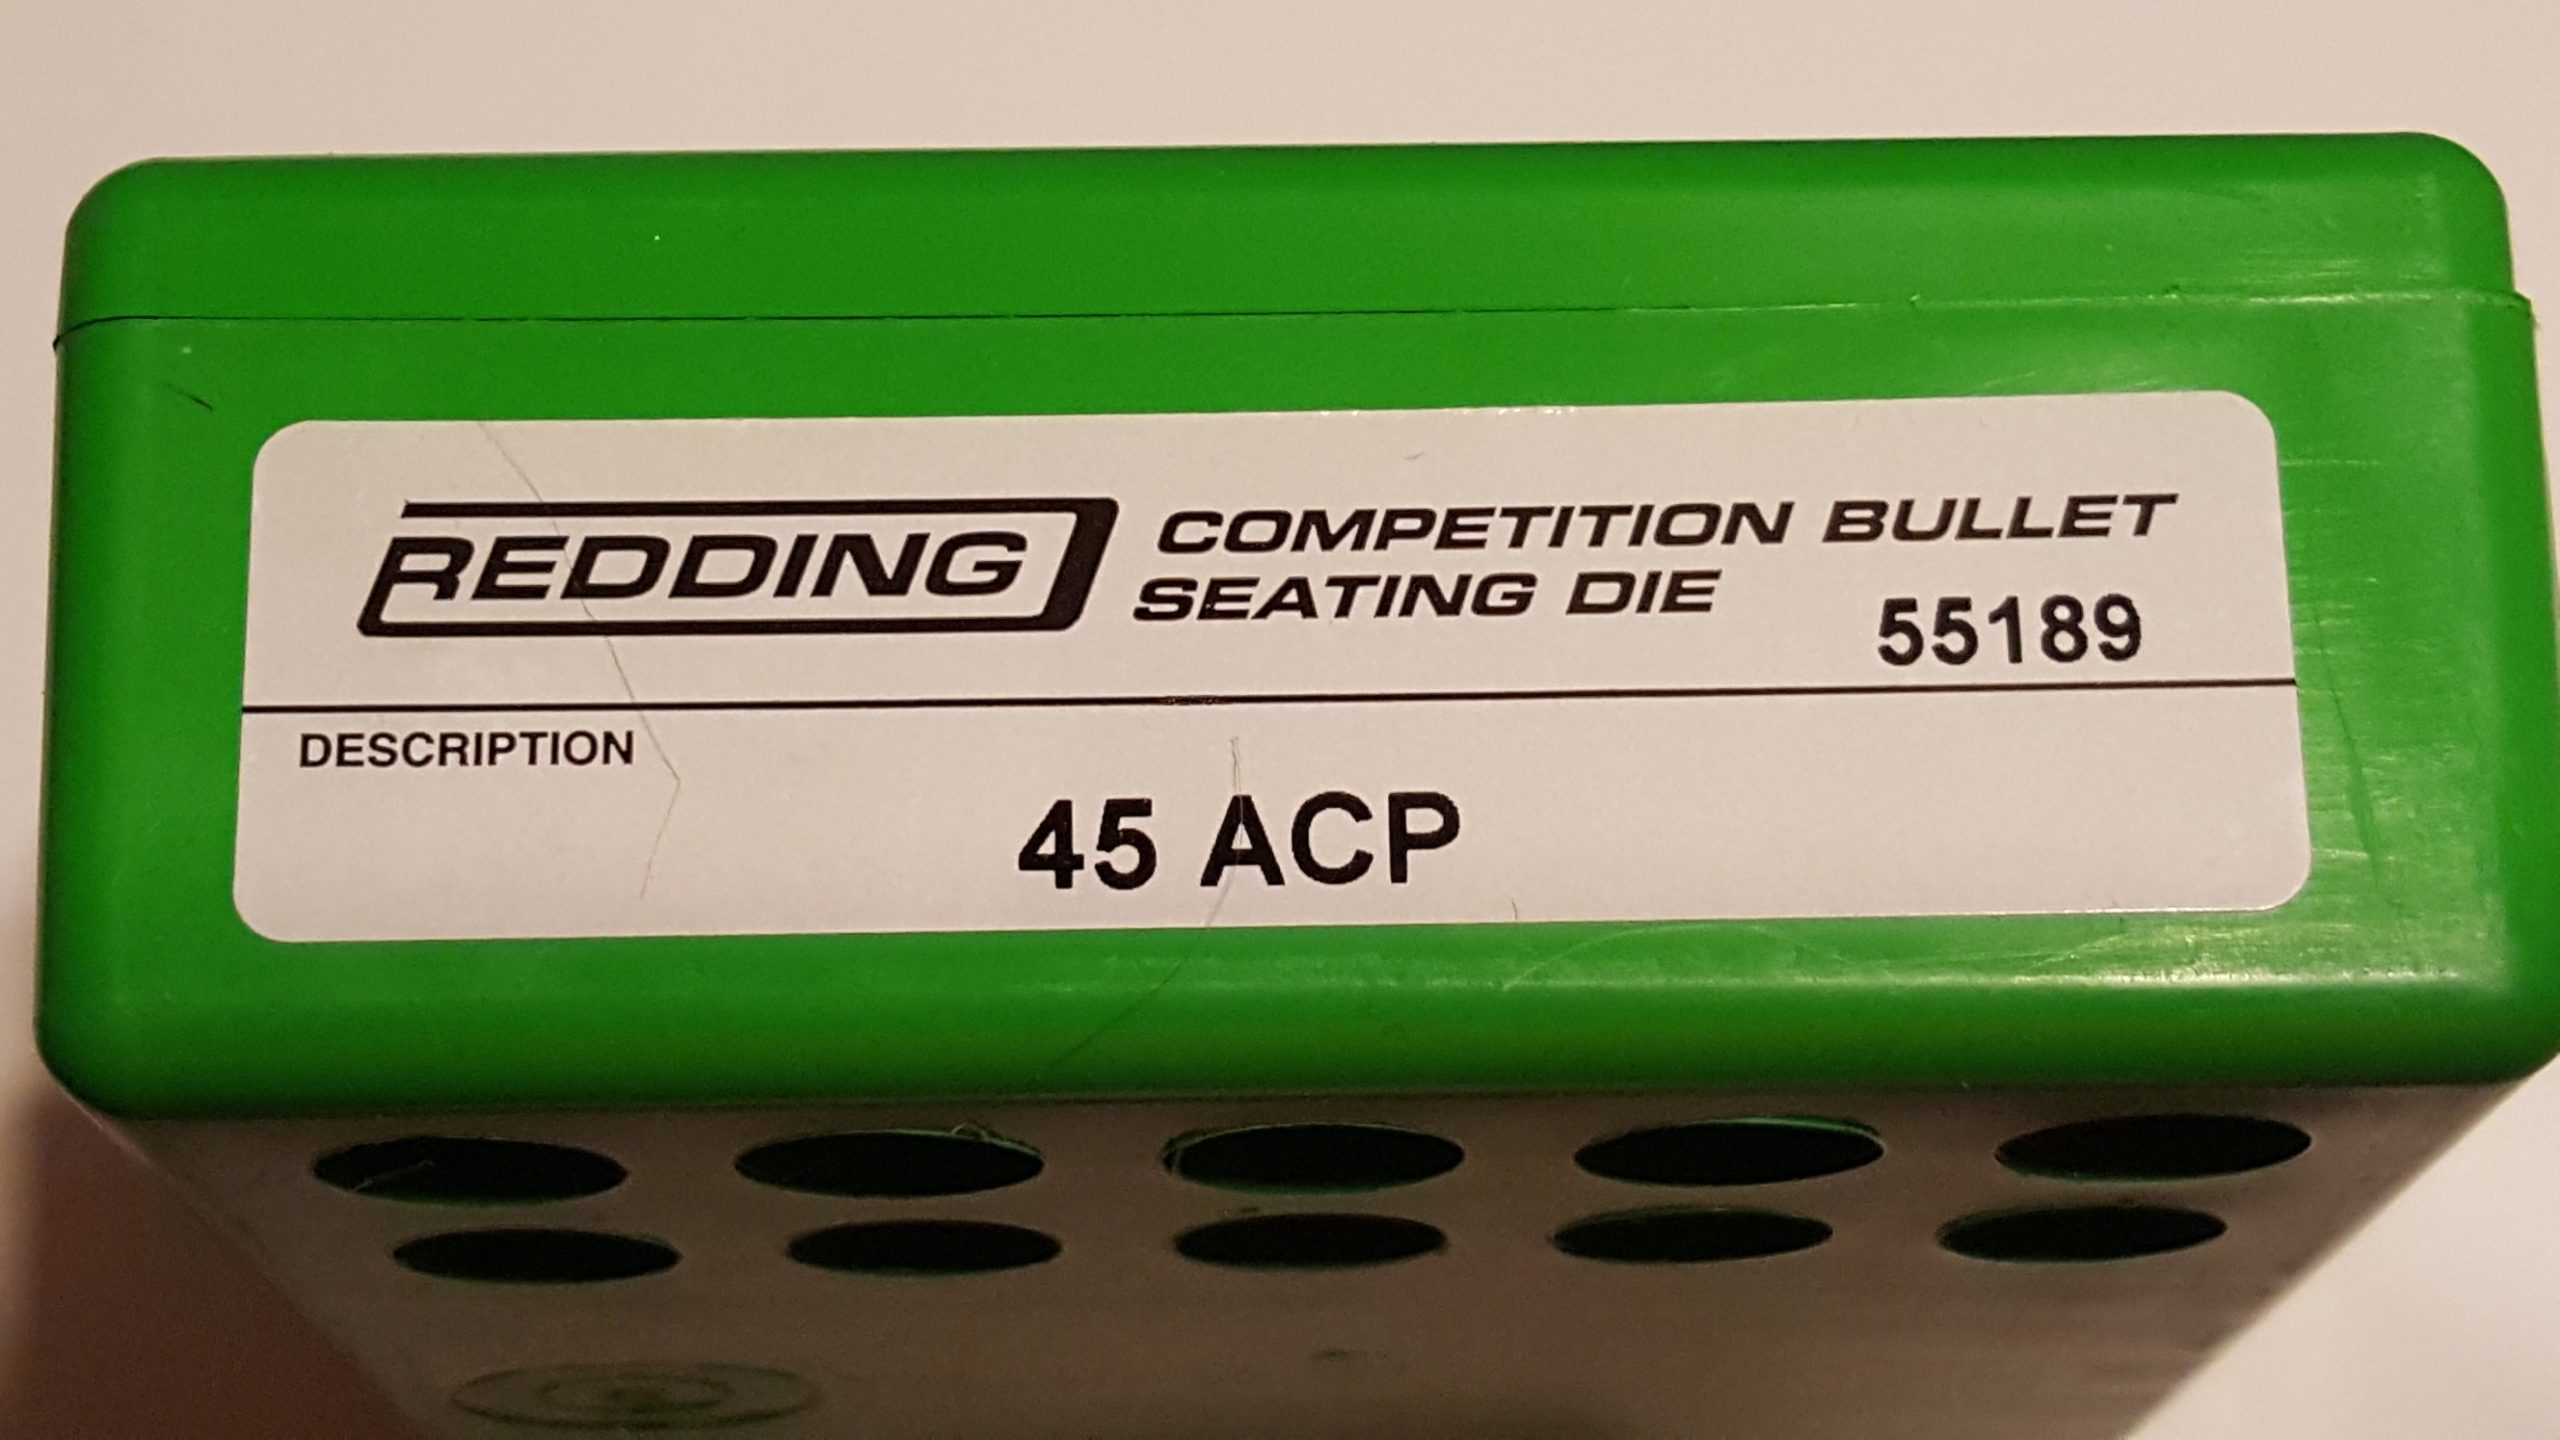 REDDING COMPETITION BULLET
SEATING DIE 55189
DESCRIPTION
45 ACP